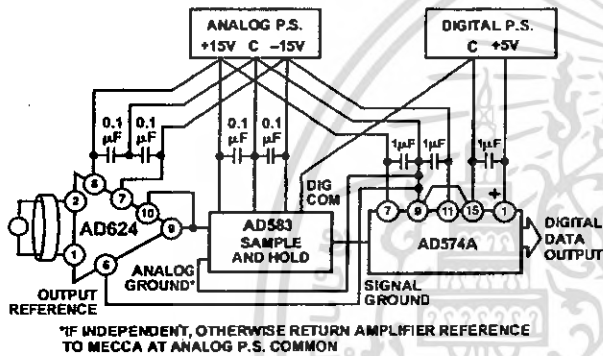 ANALOG P.S.
+15V C –15V
DIGITAL P.S.
C +5V
0.1 µF
0.1 µF
0.1 µF
0.1 µF
1µF
1µF
1µF
+
DIG COM
2
8
7
10
9
1
6
AD624
AD583
SAMPLE
AND HOLD
7
9
11
15
1
AD574A
DIGITAL
DATA
OUTPUT
ANALOG
GROUND*
SIGNAL
GROUND
OUTPUT
REFERENCE
*IF INDEPENDENT, OTHERWISE RETURN AMPLIFIER REFERENCE
TO MECCA AT ANALOG P.S. COMMON